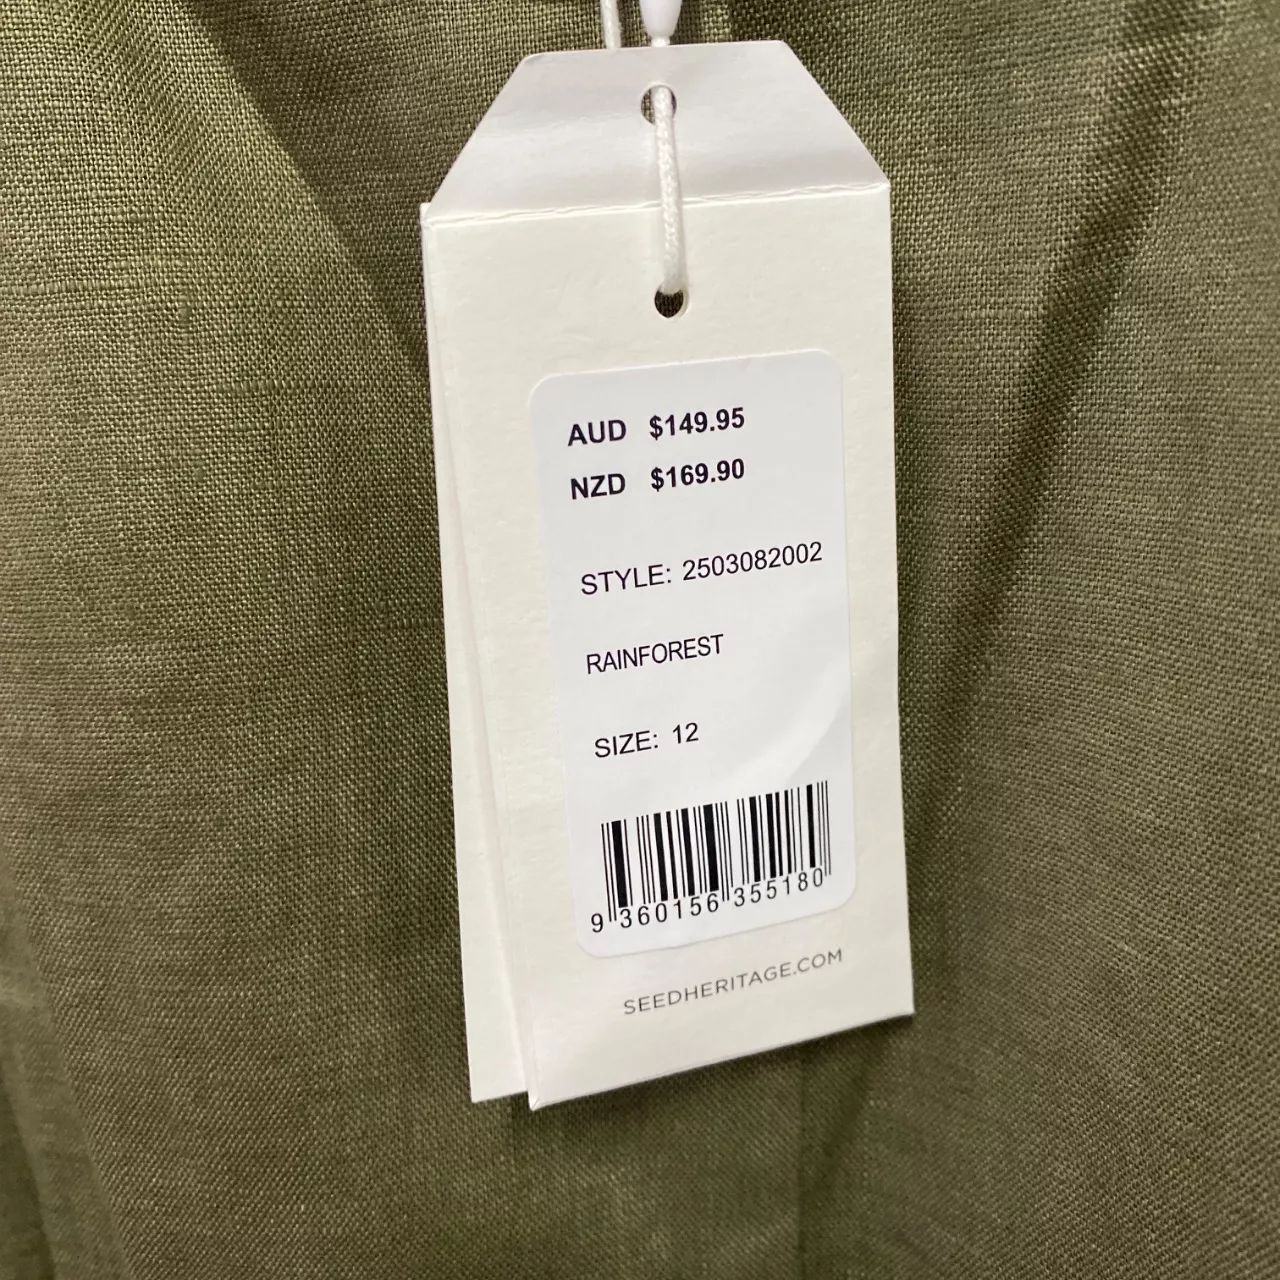 AUD $149.95
NZD $169.90
STYLE: 2503082002
RAINFOREST
SIZE: 12
9 360156 355180
SEEDHERITAGE.COM